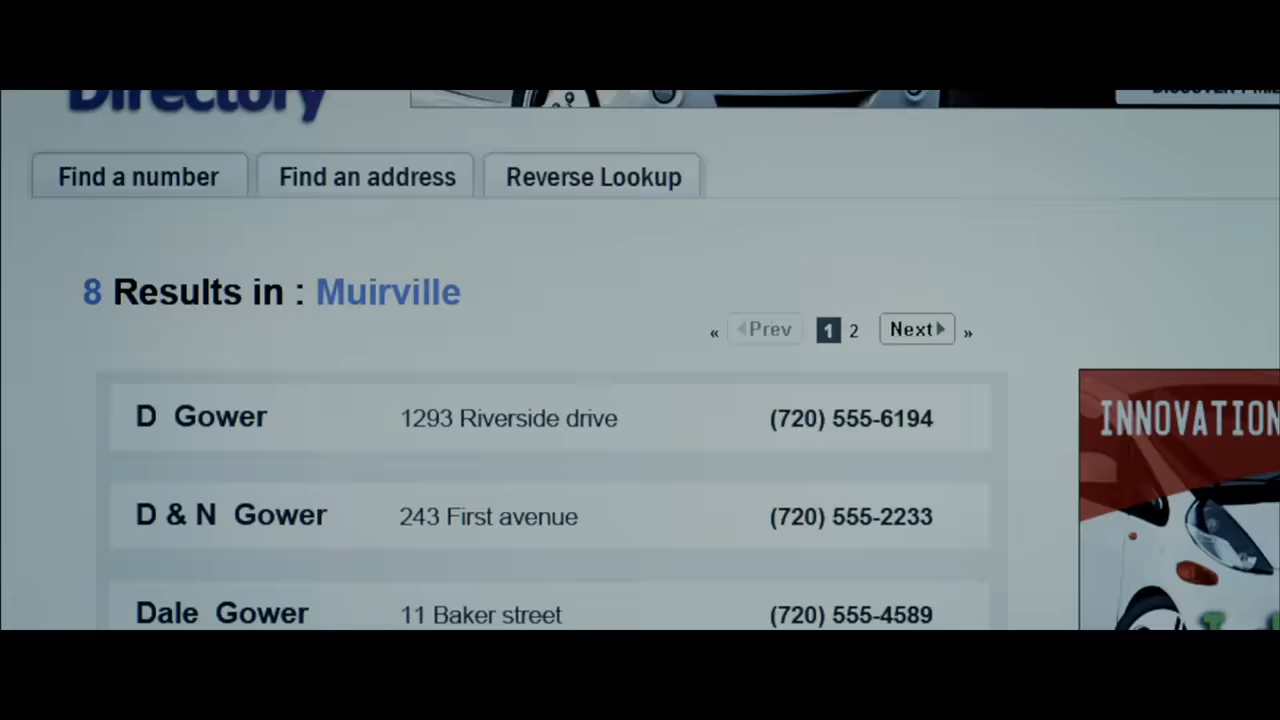 Directory
Find a number Find an address Reverse Lookup
8 Results in : Muirville
« Prev 1 2 Next »
D Gower 1293 Riverside drive (720) 555-6194
INNOVATION
D & N Gower 243 First avenue (720) 555-2233
Dale Gower 11 Baker street (720) 555-4589